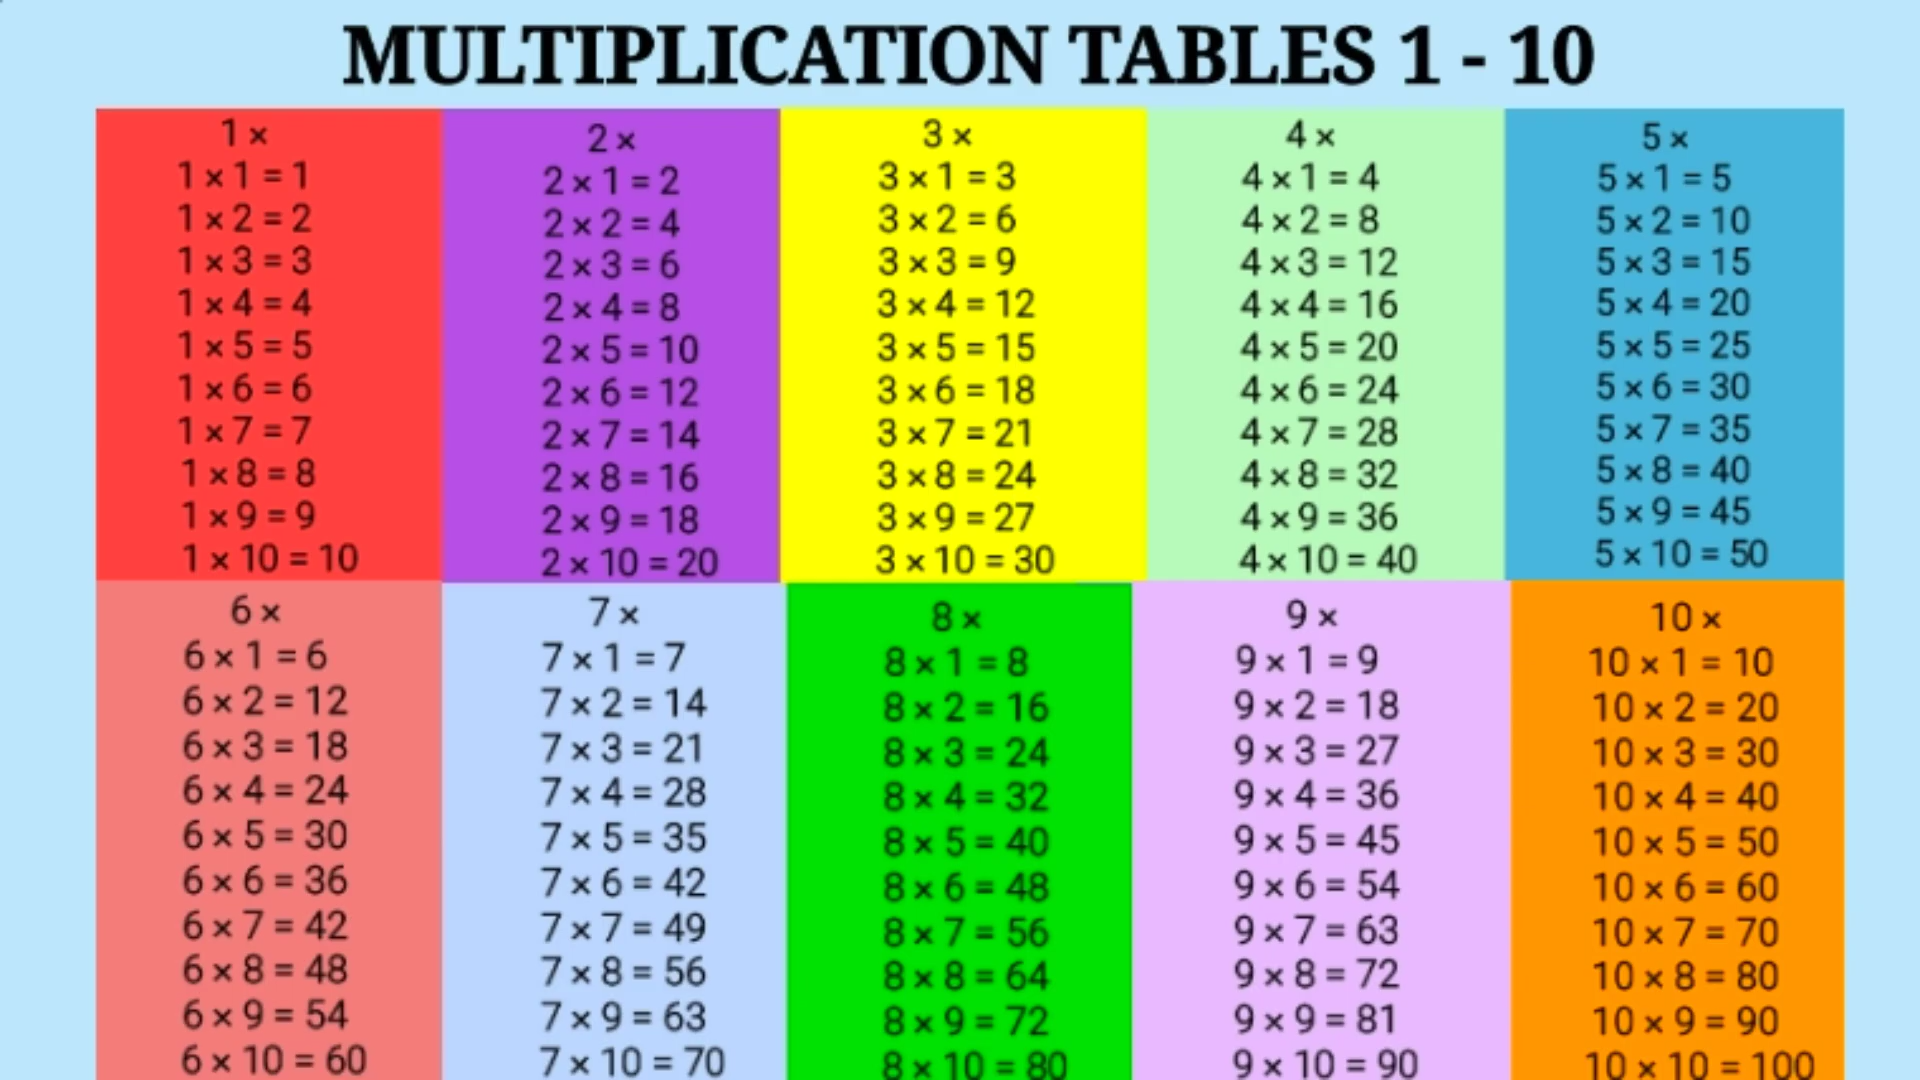 MULTIPLICATION TABLES 1 - 10
1 ×
1 × 1 = 1
1 × 2 = 2
1 × 3 = 3
1 × 4 = 4
1 × 5 = 5
1 × 6 = 6
1 × 7 = 7
1 × 8 = 8
1 × 9 = 9
1 × 10 = 10
2 ×
2 × 1 = 2
2 × 2 = 4
2 × 3 = 6
2 × 4 = 8
2 × 5 = 10
2 × 6 = 12
2 × 7 = 14
2 × 8 = 16
2 × 9 = 18
2 × 10 = 20
3 ×
3 × 1 = 3
3 × 2 = 6
3 × 3 = 9
3 × 4 = 12
3 × 5 = 15
3 × 6 = 18
3 × 7 = 21
3 × 8 = 24
3 × 9 = 27
3 × 10 = 30
4 ×
4 × 1 = 4
4 × 2 = 8
4 × 3 = 12
4 × 4 = 16
4 × 5 = 20
4 × 6 = 24
4 × 7 = 28
4 × 8 = 32
4 × 9 = 36
4 × 10 = 40
5 ×
5 × 1 = 5
5 × 2 = 10
5 × 3 = 15
5 × 4 = 20
5 × 5 = 25
5 × 6 = 30
5 × 7 = 35
5 × 8 = 40
5 × 9 = 45
5 × 10 = 50
6 ×
6 × 1 = 6
6 × 2 = 12
6 × 3 = 18
6 × 4 = 24
6 × 5 = 30
6 × 6 = 36
6 × 7 = 42
6 × 8 = 48
6 × 9 = 54
6 × 10 = 60
7 ×
7 × 1 = 7
7 × 2 = 14
7 × 3 = 21
7 × 4 = 28
7 × 5 = 35
7 × 6 = 42
7 × 7 = 49
7 × 8 = 56
7 × 9 = 63
7 × 10 = 70
8 ×
8 × 1 = 8
8 × 2 = 16
8 × 3 = 24
8 × 4 = 32
8 × 5 = 40
8 × 6 = 48
8 × 7 = 56
8 × 8 = 64
8 × 9 = 72
8 × 10 = 80
9 ×
9 × 1 = 9
9 × 2 = 18
9 × 3 = 27
9 × 4 = 36
9 × 5 = 45
9 × 6 = 54
9 × 7 = 63
9 × 8 = 72
9 × 9 = 81
9 × 10 = 90
10 ×
10 × 1 = 10
10 × 2 = 20
10 × 3 = 30
10 × 4 = 40
10 × 5 = 50
10 × 6 = 60
10 × 7 = 70
10 × 8 = 80
10 × 9 = 90
10 × 10 = 100